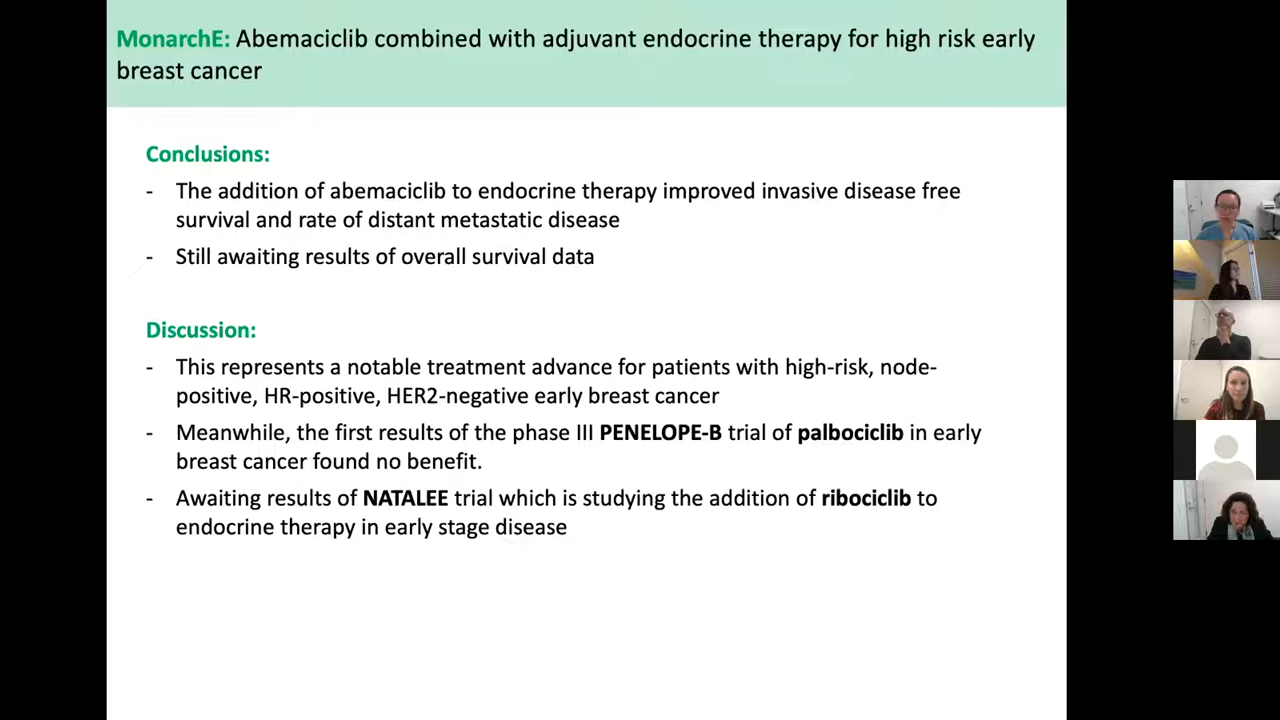 MonarchE: Abemaciclib combined with adjuvant endocrine therapy for high risk early
breast cancer
Conclusions:
- The addition of abemaciclib to endocrine therapy improved invasive disease free
survival and rate of distant metastatic disease
- Still awaiting results of overall survival data
Discussion:
- This represents a notable treatment advance for patients with high-risk, node-
positive, HR-positive, HER2-negative early breast cancer
- Meanwhile, the first results of the phase III PENELOPE-B trial of palbociclib in early
breast cancer found no benefit.
- Awaiting results of NATALEE trial which is studying the addition of ribociclib to
endocrine therapy in early stage disease